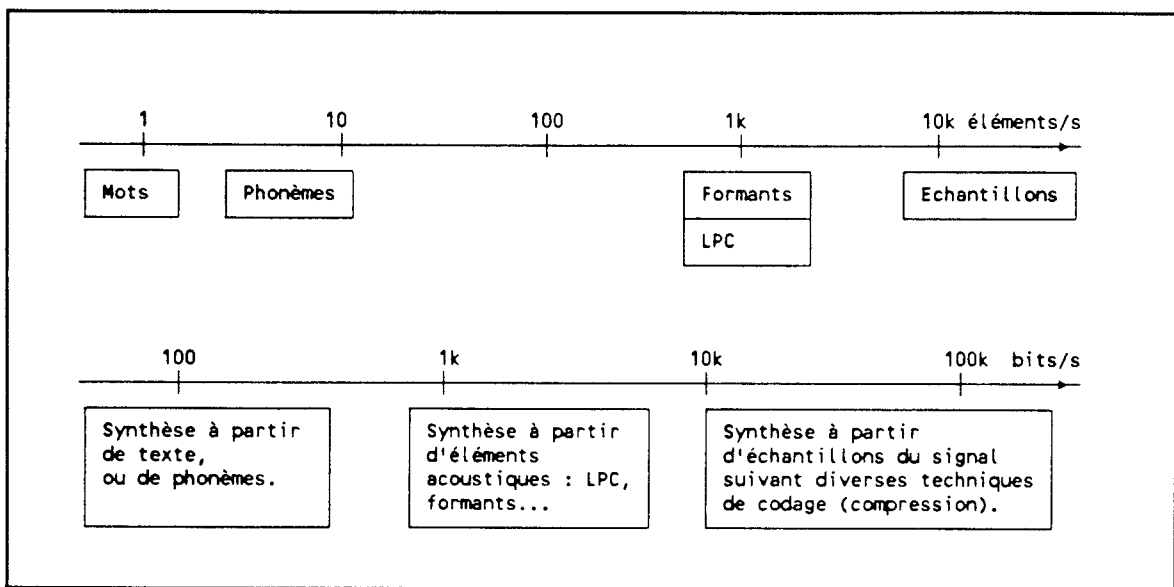 1 10 100 1k 10k éléments/s
Mots Phonèmes Formants Echantillons
LPC
100 1k 10k 100k bits/s
Synthèse à partir
de texte,
ou de phonèmes.
Synthèse à partir
d'éléments
acoustiques : LPC,
formants...
Synthèse à partir
d'échantillons du signal
suivant diverses techniques
de codage (compression).